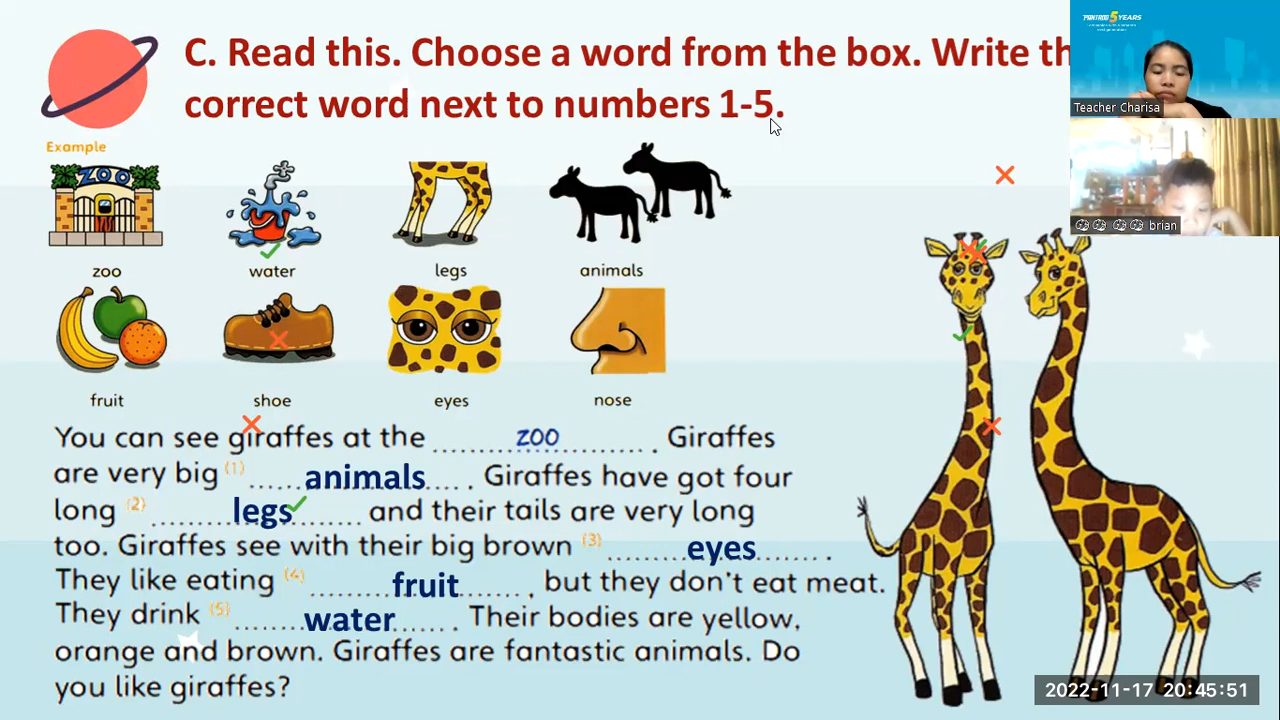 C. Read this. Choose a word from the box. Write th
correct word next to numbers 1-5.
5 YEARS
Teacher Charisa
brian
Example
ZOO
zoo
water
legs
animals
fruit
shoe
eyes
nose
You can see giraffes at the zoo . Giraffes
are very big (1) animals . Giraffes have got four
long (2) legs and their tails are very long
too. Giraffes see with their big brown (3) eyes .
They like eating (4) fruit , but they don't eat meat.
They drink (5) water . Their bodies are yellow,
orange and brown. Giraffes are fantastic animals. Do
you like giraffes?
2022-11-17 20:45:51